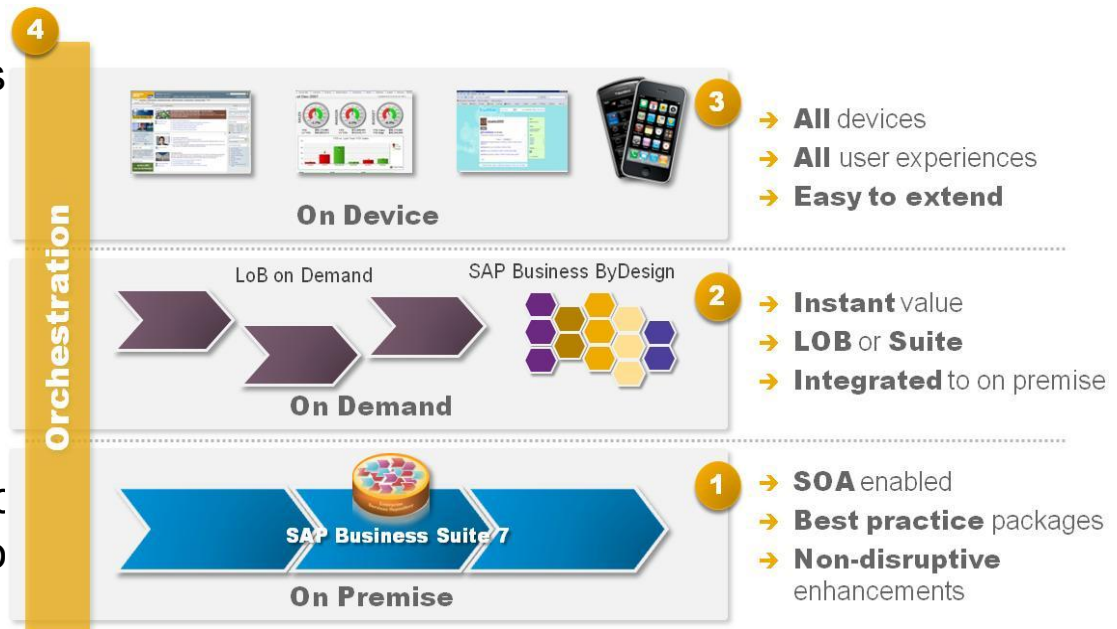 4
Orchestration
On Device
3
→ All devices
→ All user experiences
→ Easy to extend
LoB on Demand
SAP Business ByDesign
On Demand
2
→ Instant value
→ LOB or Suite
→ Integrated to on premise
SAP Business Suite 7
On Premise
1
→ SOA enabled
→ Best practice packages
→ Non-disruptive
enhancements